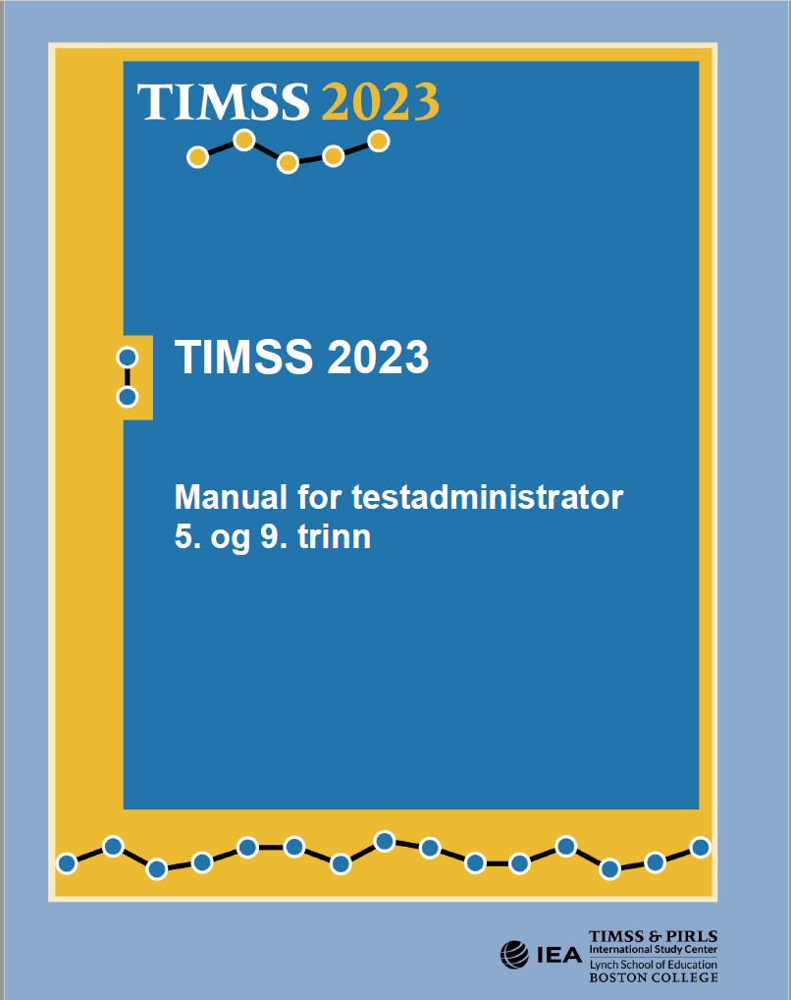 TIMSS 2023
TIMSS 2023
Manual for testadministrator
5. og 9. trinn
IEA
TIMSS & PIRLS
International Study Center
Lynch School of Education
BOSTON COLLEGE